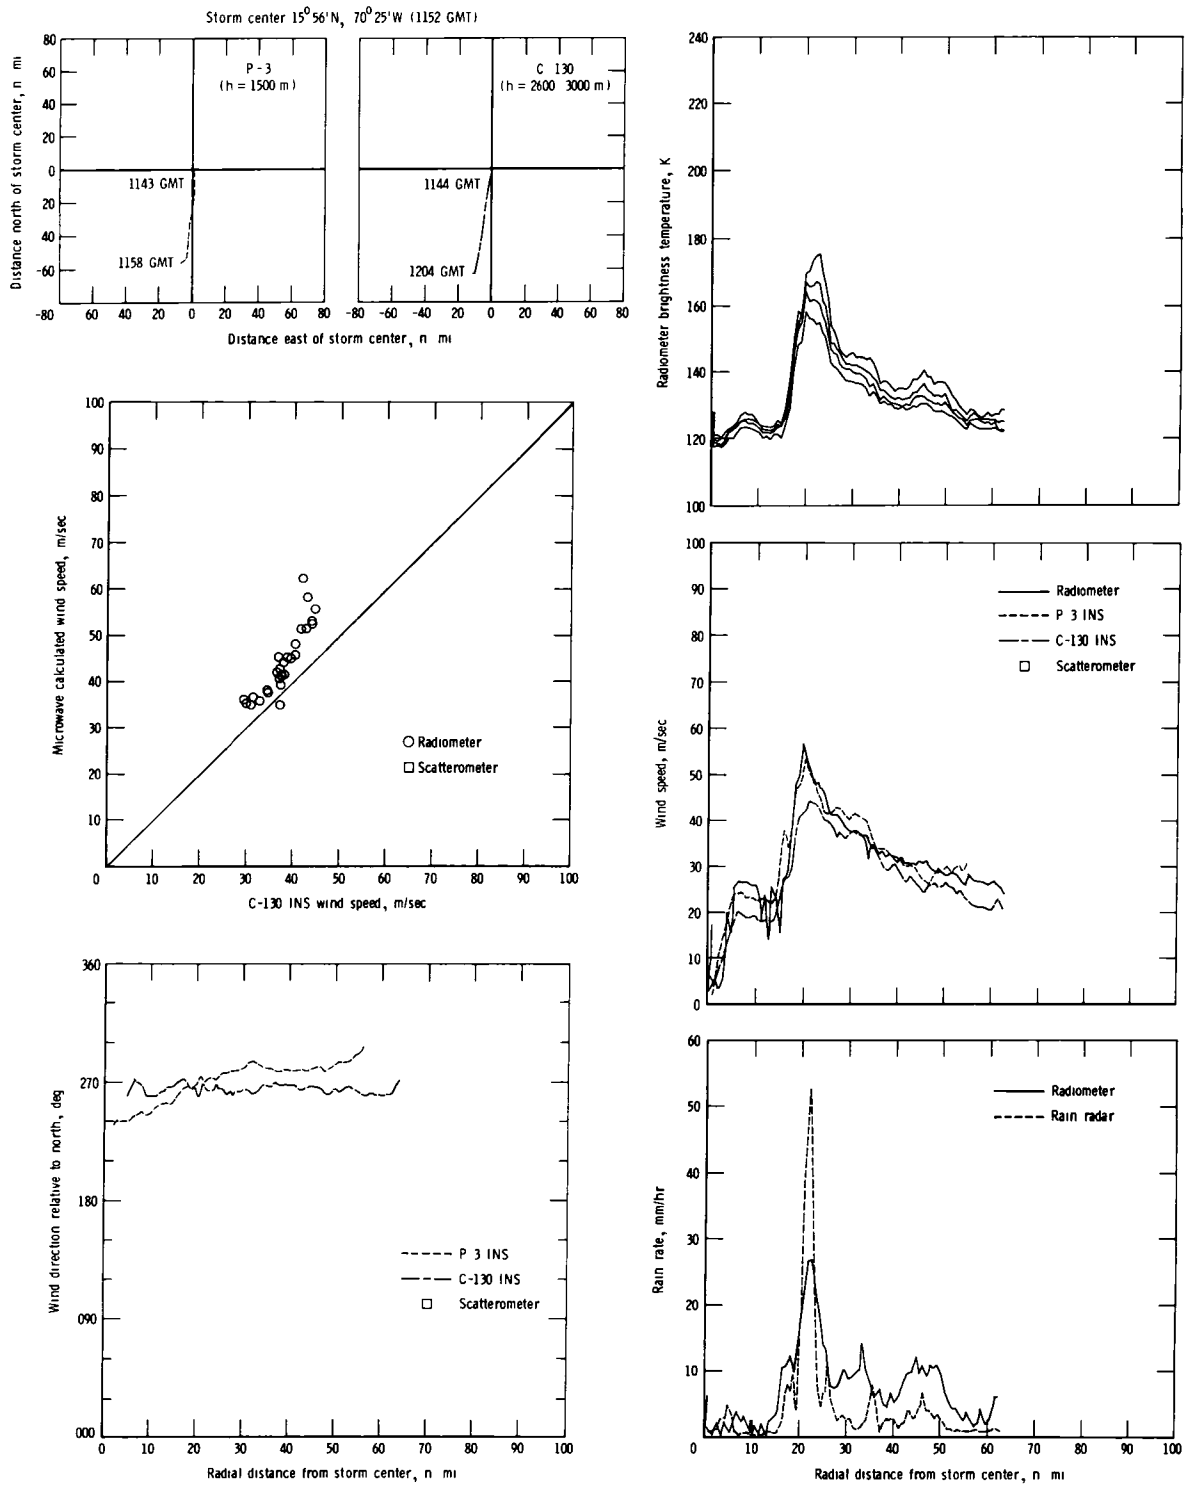 Storm center 15° 56'N, 70° 25'W (1152 GMT)
Distance north of storm center, n mi
80
60
40
20
0
20
40
-60
-80
P-3
(h = 1500 m)
1143 GMT
1158 GMT
60 40 20 0 20 40 60 80
C 130
(h = 2600 3000 m)
1144 GMT
1204 GMT
-80 60 -40 -20 0 20 40 60 80
Distance east of storm center, n mi
Microwave calculated wind speed, m/sec
100
90
80
70
60
50
40
30
20
10
0 10 20 30 40 50 60 70 80 90 100
Radiometer
Scatterometer
C-130 INS wind speed, m/sec
Wind direction relative to north, deg
360
270
180
090
000
P 3 INS
C-130 INS
Scatterometer
0 10 20 30 40 50 60 70 80 90 100
Radial distance from storm center, n mi
Radiometer brightness temperature, K
240
220
200
180
160
140
120
100
Wind speed, m/sec
100
90
80
70
60
50
40
30
20
10
0
Radiometer
P 3 INS
C-130 INS
Scatterometer
Rain rate, mm/hr
60
50
40
30
20
10
Radiometer
Rain radar
0 10 20 30 40 50 60 70 80 90 100
Radial distance from storm center, n mi